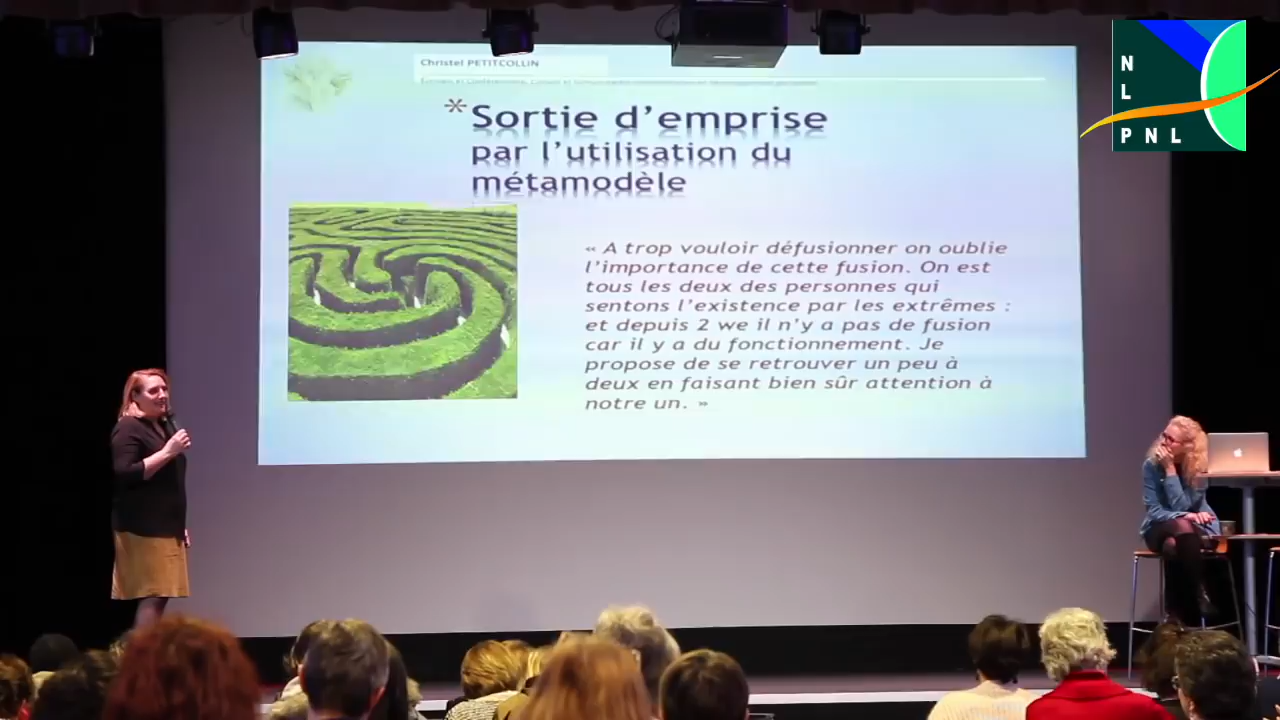 Christel PETITCOLLIN
* Sortie d'emprise
par l'utilisation du
métamodèle
« A trop vouloir défusionner on oublie
l'importance de cette fusion. On est
tous les deux des personnes qui
sentons l'existence par les extrêmes :
et depuis 2 we il n'y a pas de fusion
car il y a du fonctionnement. Je
propose de se retrouver un peu à
deux en faisant bien sûr attention à
notre un. »
N
L
P N L